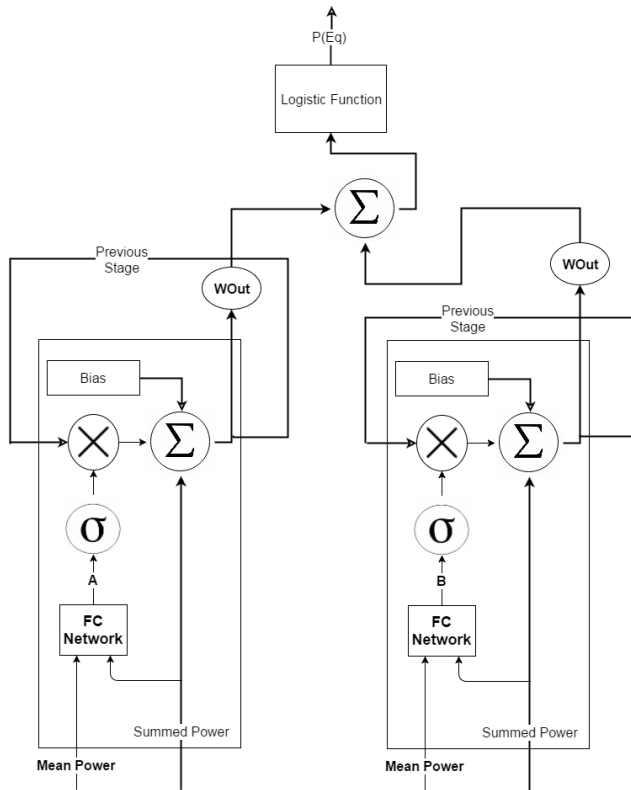 P(Eq)
Logistic Function
Σ
Previous
Stage
WOut
Bias
Σ
σ
A
FC
Network
Summed Power
Mean Power
WOut
Previous
Stage
Bias
Σ
σ
B
FC
Network
Summed Power
Mean Power